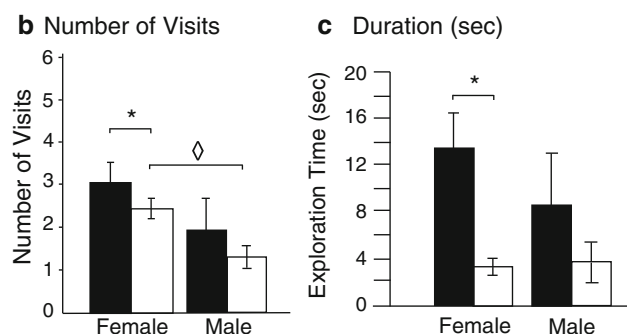 b Number of Visits
Number of Visits
6
5
4
3
2
1
0
*
◊
Female Male
c Duration (sec)
Exploration Time (sec)
20
16
12
8
4
0
*
Female Male